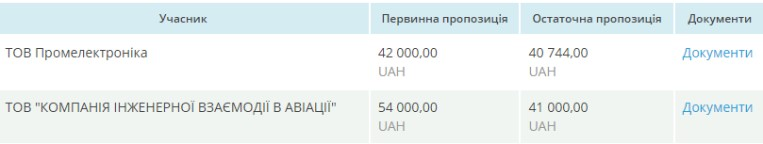 Учасник Первинна пропозиція Остаточна пропозиція Документи
ТОВ Промелектроніка 42 000,00 40 744,00 Документи
UAH UAH
ТОВ "КОМПАНІЯ ІНЖЕНЕРНОЇ ВЗАЄМОДІЇ В АВІАЦІЇ" 54 000,00 41 000,00 Документи
UAH UAH